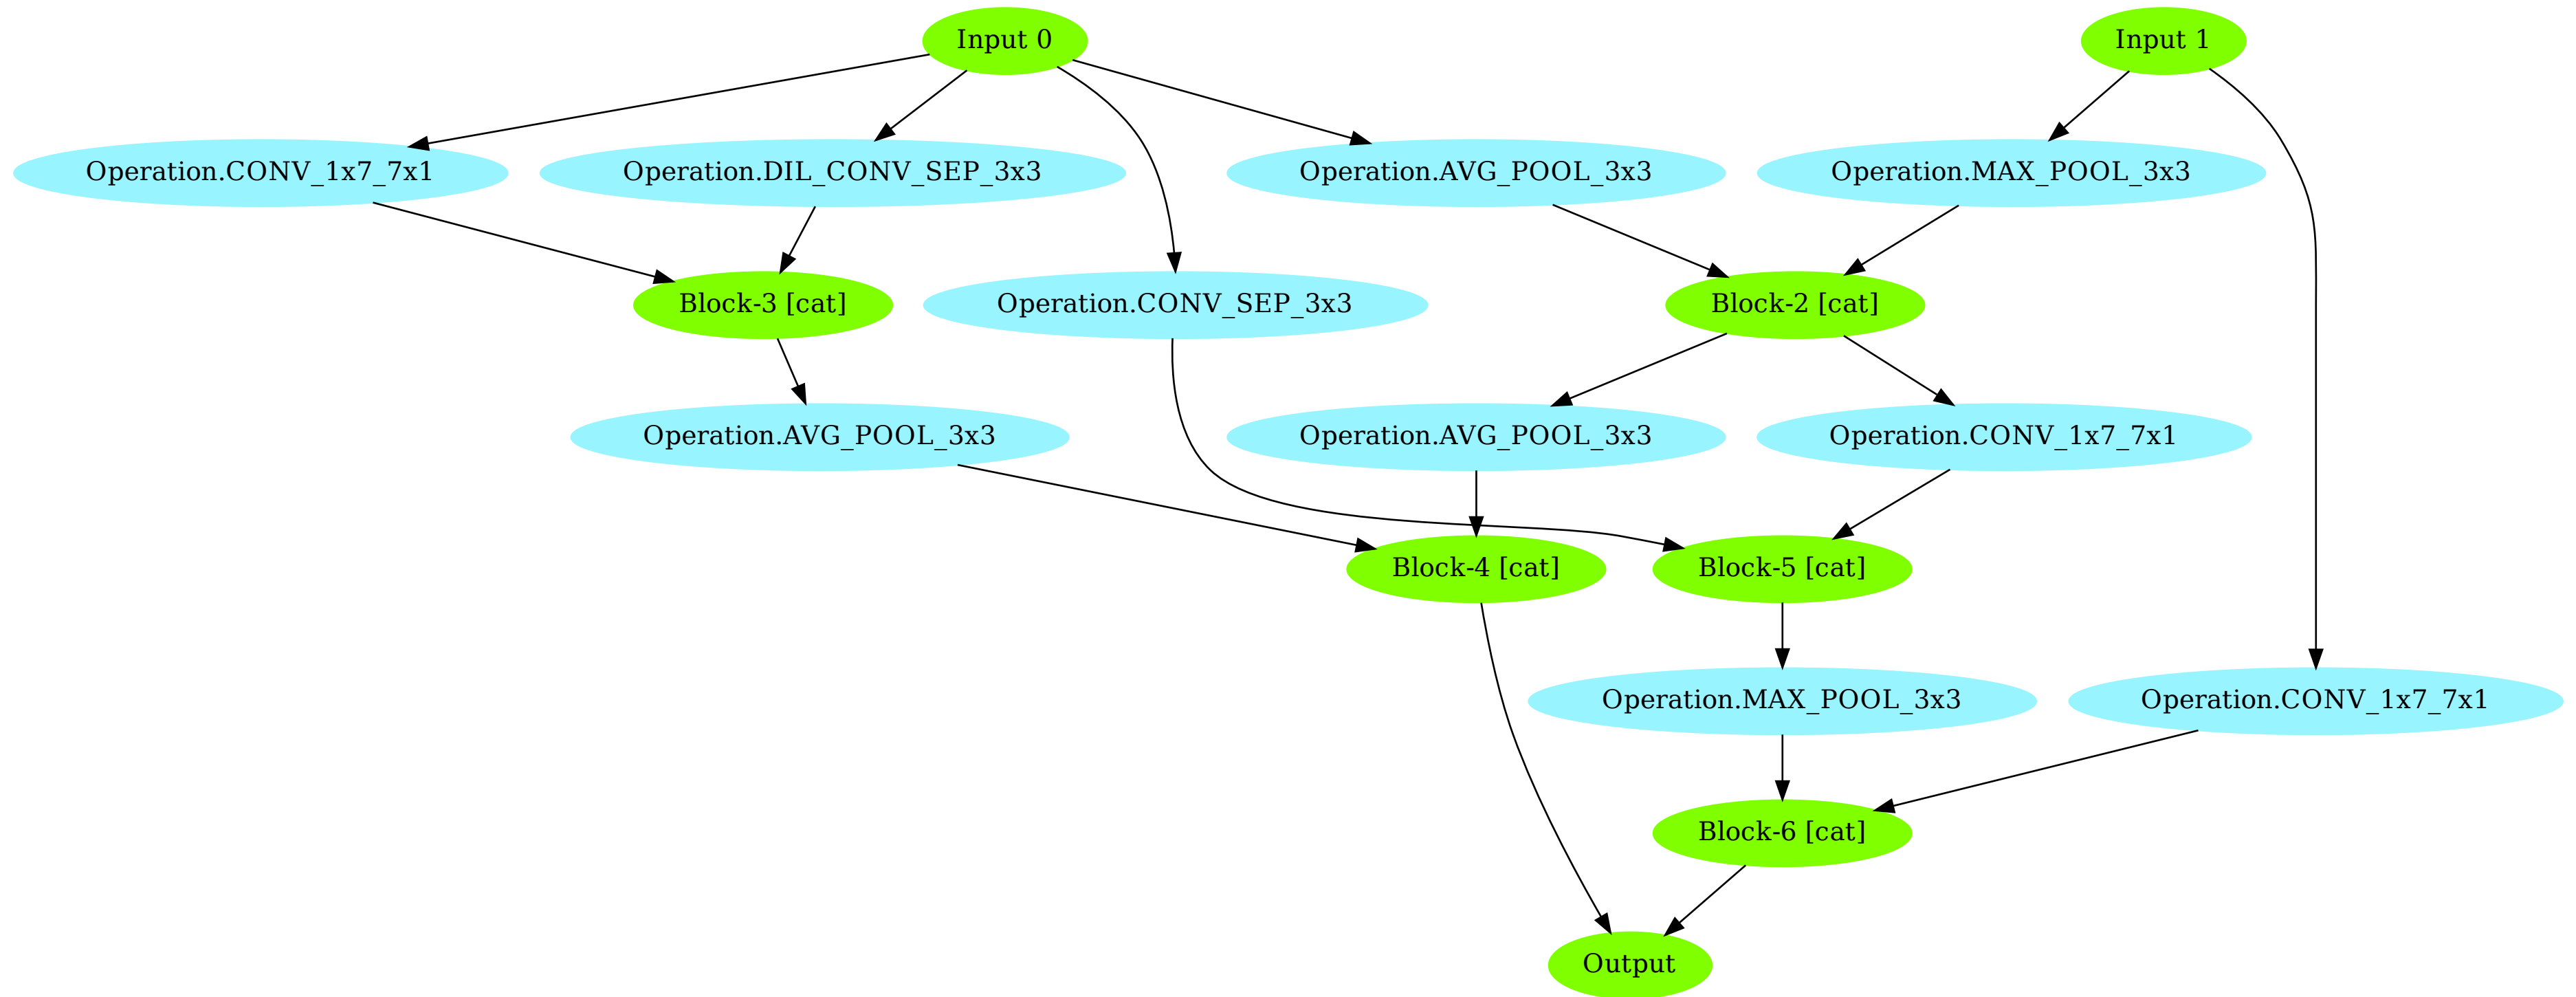 Input 0
Input 1
Operation.CONV_1x7_7x1
Operation.DIL_CONV_SEP_3x3
Operation.AVG_POOL_3x3
Operation.MAX_POOL_3x3
Block-3 [cat]
Operation.CONV_SEP_3x3
Block-2 [cat]
Operation.AVG_POOL_3x3
Operation.AVG_POOL_3x3
Operation.CONV_1x7_7x1
Block-4 [cat]
Block-5 [cat]
Operation.MAX_POOL_3x3
Operation.CONV_1x7_7x1
Block-6 [cat]
Output